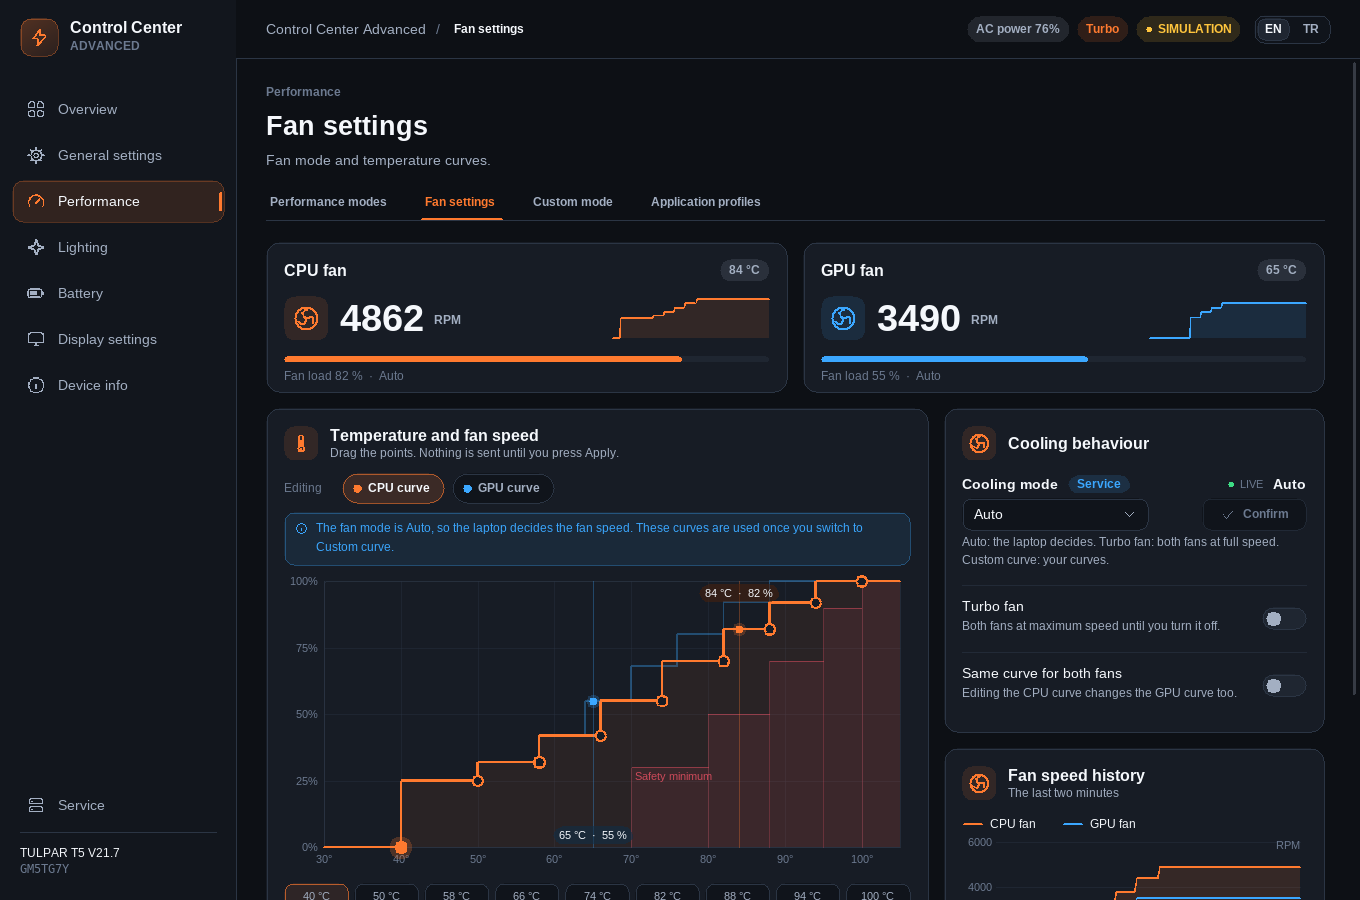 Control Center
ADVANCED
Overview
General settings
Performance
Lighting
Battery
Display settings
Device info
Service
TULPAR T5 V21.7
GM5TG7Y
Control Center Advanced / Fan settings
AC power 76%
Turbo
SIMULATION
EN
TR
Performance
Fan settings
Fan mode and temperature curves.
Performance modes
Fan settings
Custom mode
Application profiles
CPU fan
84 °C
4862 RPM
Fan load 82 % · Auto
GPU fan
65 °C
3490 RPM
Fan load 55 % · Auto
Temperature and fan speed
Drag the points. Nothing is sent until you press Apply.
Editing
CPU curve
GPU curve
The fan mode is Auto, so the laptop decides the fan speed. These curves are used once you switch to
Custom curve.
100%
84 °C · 82 %
75%
50%
25%
Safety minimum
65 °C · 55 %
0%
30° 40° 50° 60° 70° 80° 90° 100°
40 °C
50 °C
58 °C
66 °C
74 °C
82 °C
88 °C
94 °C
100 °C
Cooling behaviour
Cooling mode
Service
LIVE
Auto
Auto
Confirm
Auto: the laptop decides. Turbo fan: both fans at full speed.
Custom curve: your curves.
Turbo fan
Both fans at maximum speed until you turn it off.
Same curve for both fans
Editing the CPU curve changes the GPU curve too.
Fan speed history
The last two minutes
CPU fan
GPU fan
6000
RPM
4000